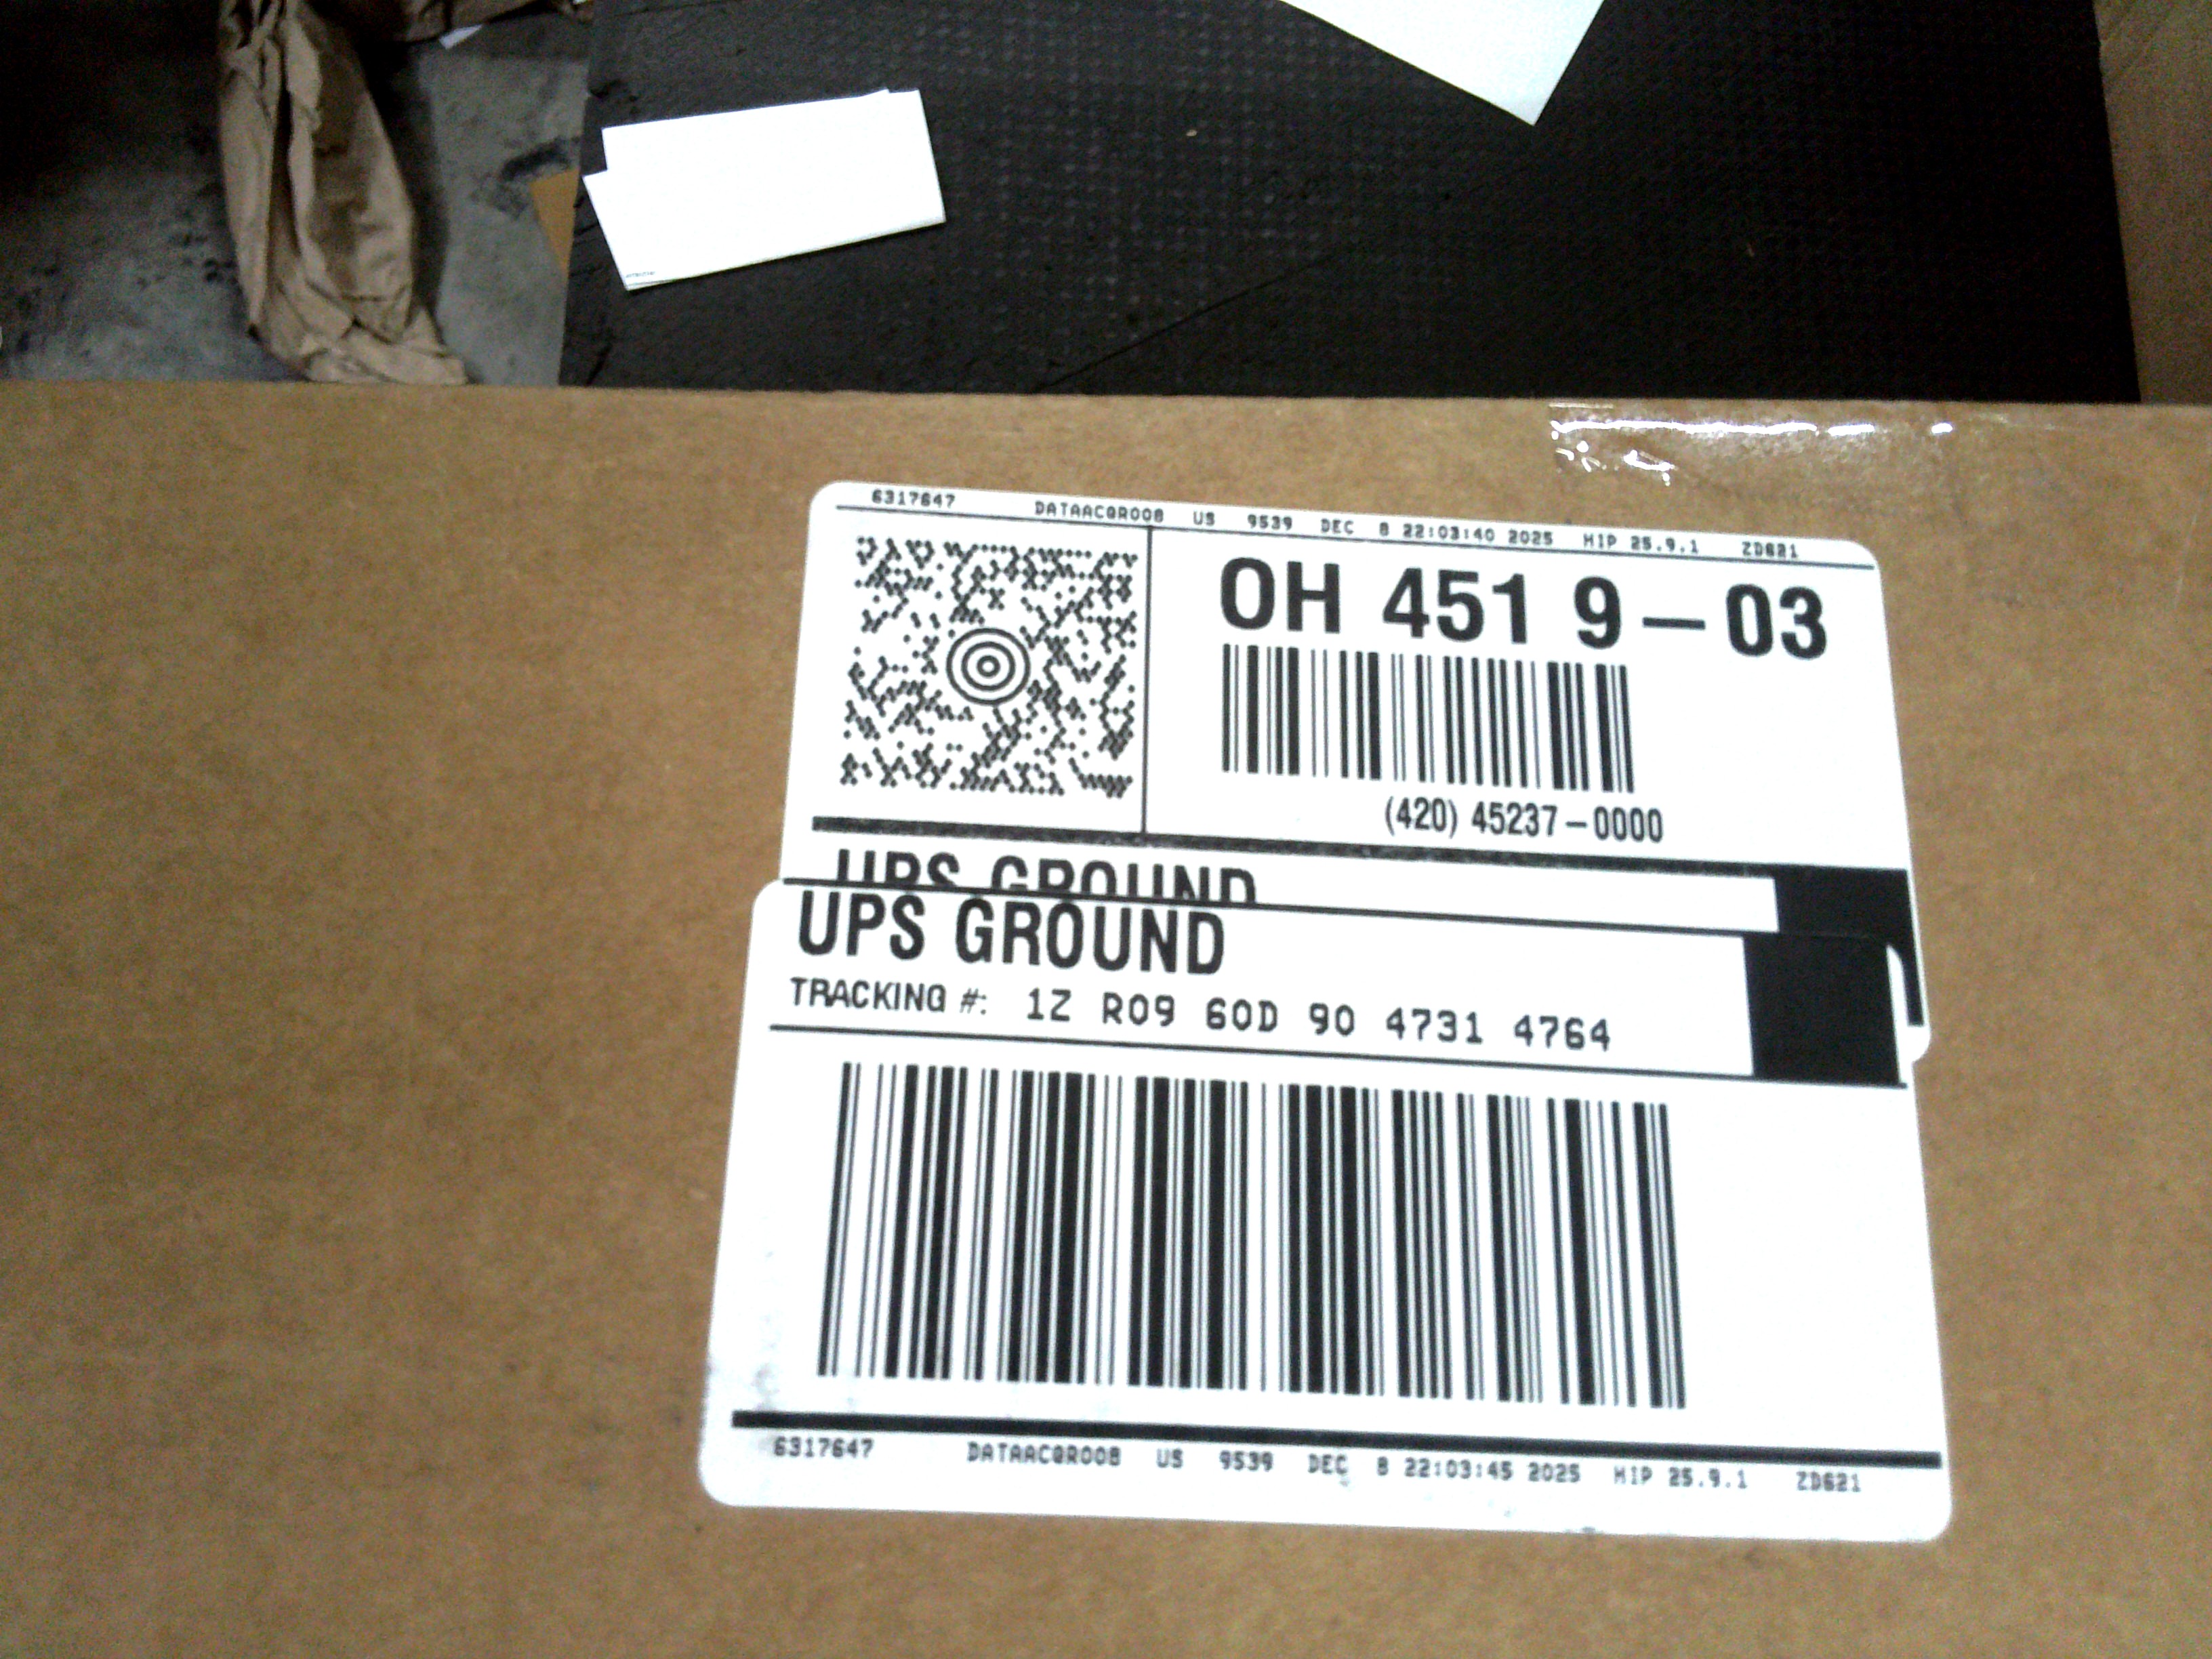 6317647 DATAACQR008 US 9539 DEC 8 22:03:40 2025 HIP 25.9.1 ZD621
OH 451 9-03
(420) 45237-0000
UPS GROUND
UPS GROUND
TRACKING #: 1Z R09 60D 90 4731 4764
6317647 DATAACQR008 US 9539 DEC 8 22:03:45 2025 HIP 25.9.1 ZD621